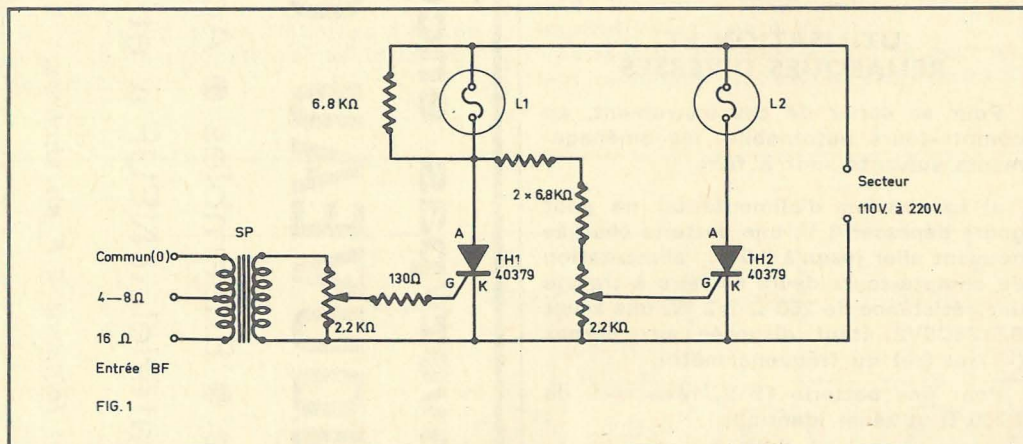 6,8 KΩ
L1
L2
2 × 6,8KΩ
Secteur
110V. à 220V.
SP
A
TH1
40379
G
K
A
TH2
40379
G
K
Commun(0)
4—8Ω
16 Ω
130Ω
2,2 KΩ
2,2 KΩ
Entrée BF
FIG. 1